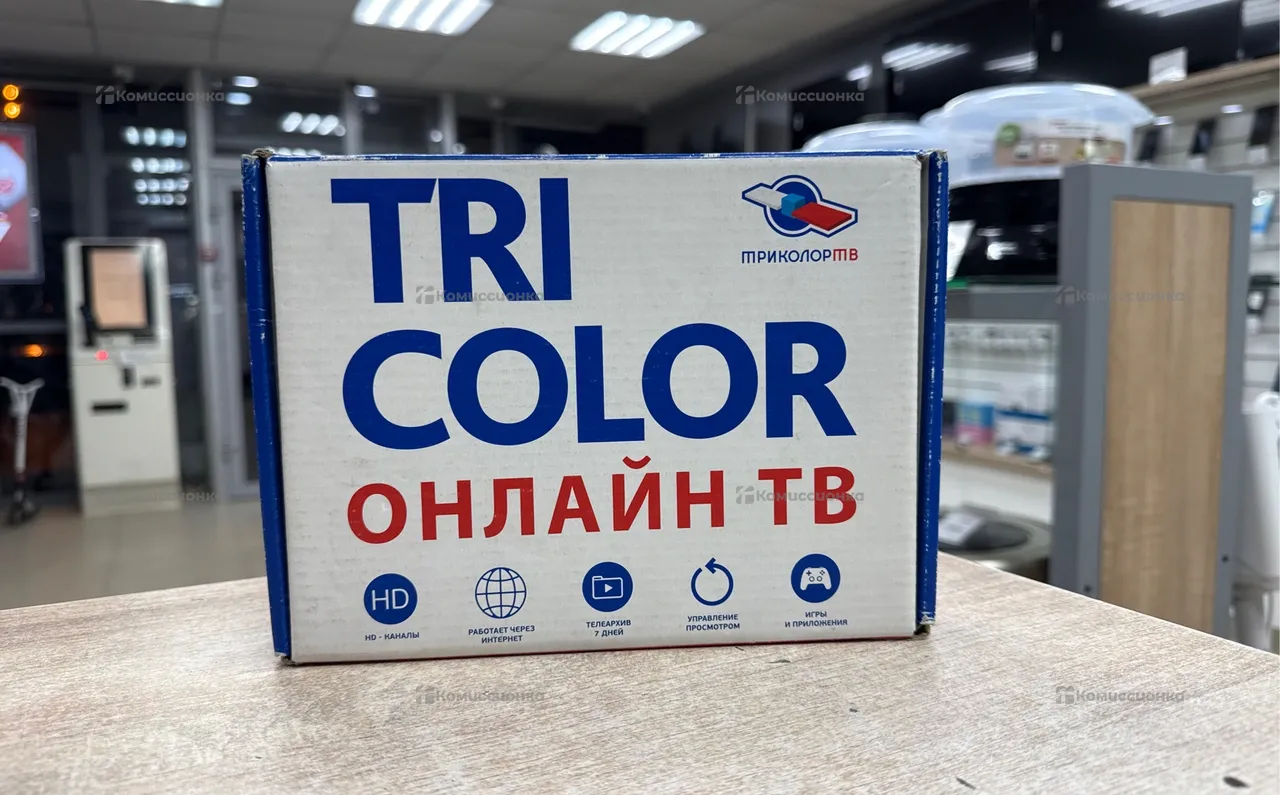 TRI
COLOR
ТРИКОЛОРТВ
ОНЛАЙН ТВ
HD
HD - КАНАЛЫ
РАБОТАЕТ ЧЕРЕЗ
ИНТЕРНЕТ
ТЕЛЕАРХИВ
7 ДНЕЙ
УПРАВЛЕНИЕ
ПРОСМОТРОМ
ИГРЫ
И ПРИЛОЖЕНИЯ
Комиссионка
Комиссионка
Комиссионка
Комиссионка
Комиссионка
Комиссионка
Комиссионка